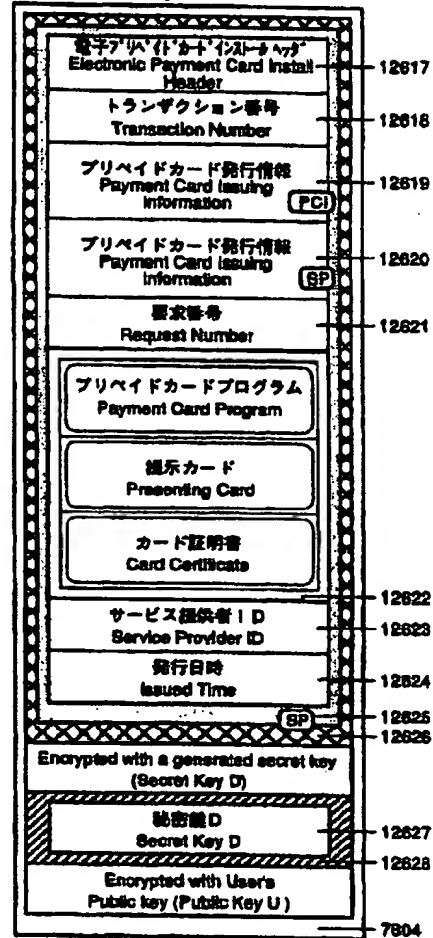 電子プリペイドカードインストールヘッダ
Electronic Payment Card Install
Header
12617
トランザクション番号
Transaction Number
12618
プリペイドカード発行情報
Payment Card Issuing
Information
PCI
12619
プリペイドカード発行情報
Payment Card Issuing
Information
SP
12620
要求番号
Request Number
12621
プリペイドカードプログラム
Payment Card Program
提示カード
Presenting Card
カード証明書
Card Certificate
12622
サービス提供者ID
Service Provider ID
12623
発行日時
Issued Time
12624
SP
12625
12626
Encrypted with a generated secret key
(Secret Key D)
秘密鍵D
Secret Key D
12627
12628
Encrypted with User's
Public key (Public Key U)
7804